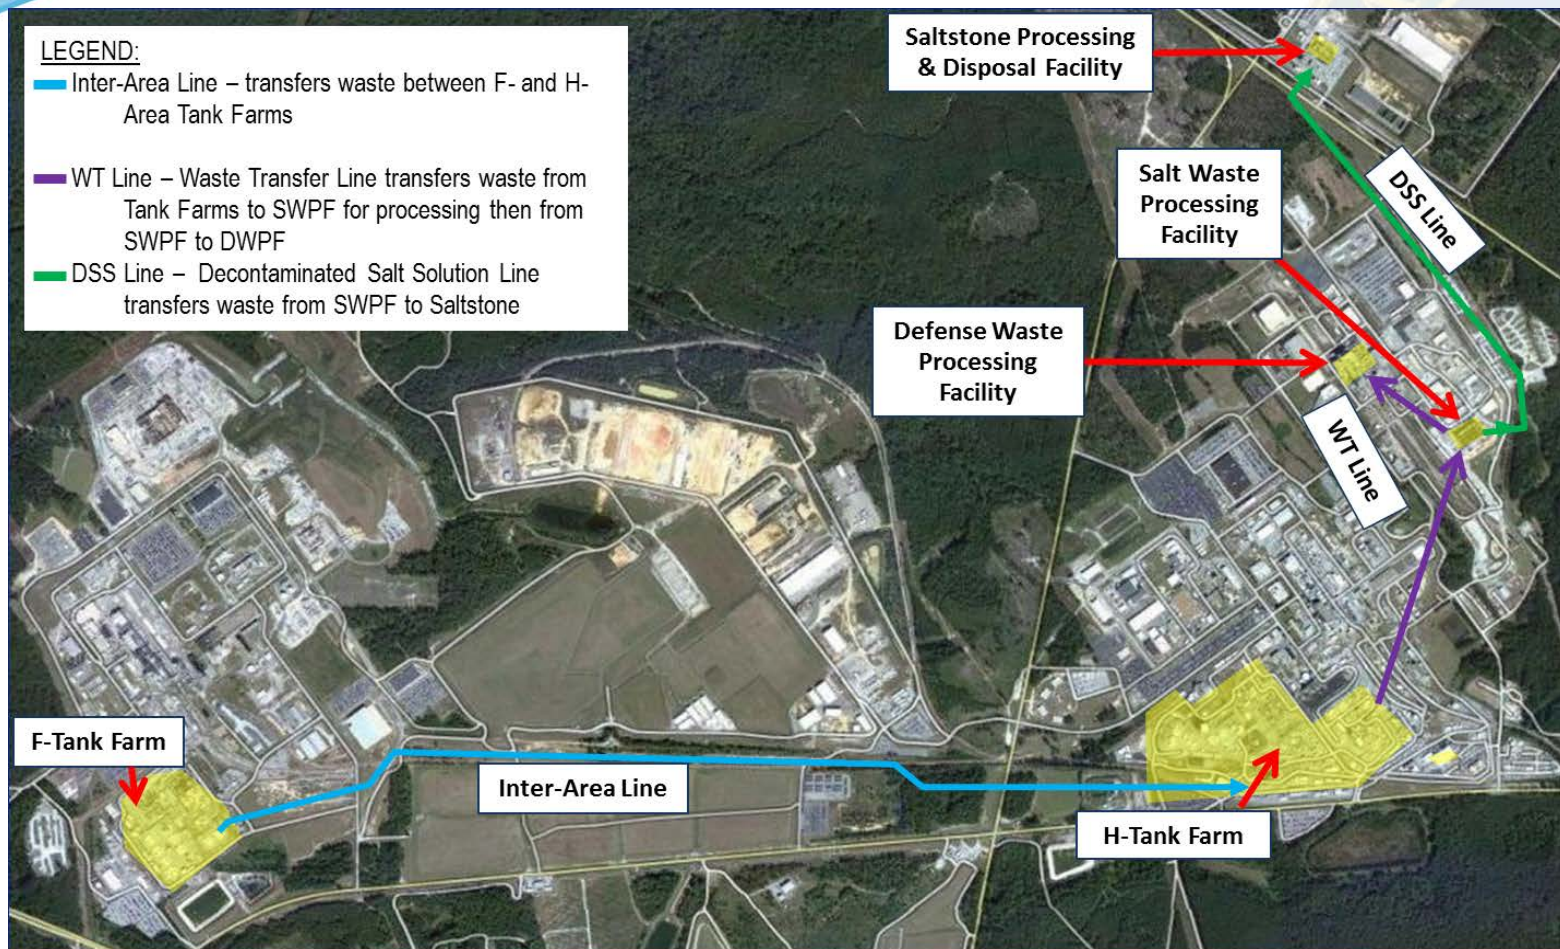 LEGEND:
Inter-Area Line – transfers waste between F- and H-
Area Tank Farms
WT Line – Waste Transfer Line transfers waste from
Tank Farms to SWPF for processing then from
SWPF to DWPF
DSS Line – Decontaminated Salt Solution Line
transfers waste from SWPF to Saltstone
Saltstone Processing
& Disposal Facility
Salt Waste
Processing
Facility
DSS Line
Defense Waste
Processing
Facility
WT Line
F-Tank Farm
Inter-Area Line
H-Tank Farm